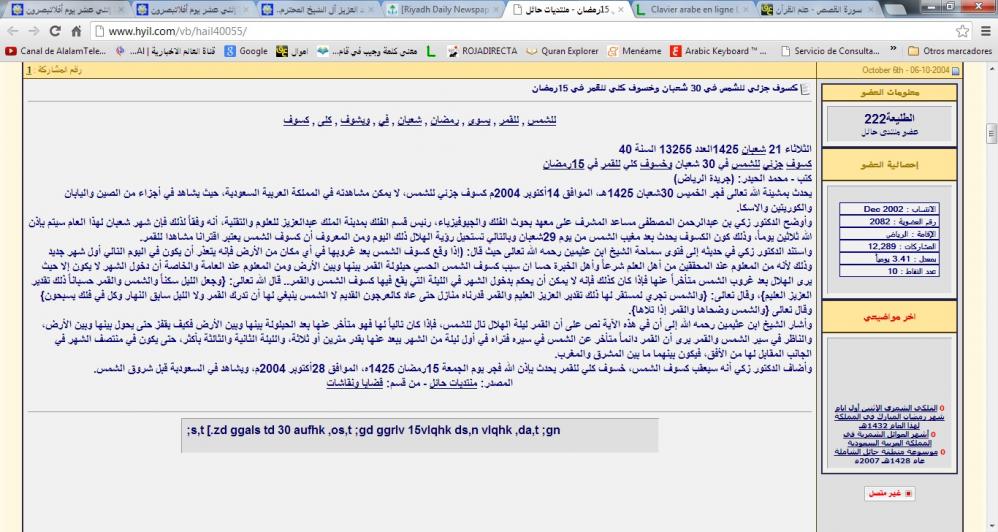 سورة القصص - علم القرآن
Clavier arabe en ligne L
15رمضان - منتديات حائل
[Riyadh Daily Newspap
العزيز آل الشيخ المحترم..
www.hyil.com/vb/hail40055/
Canal de AlalamTele...
قناة العالم الاخبارية | Al...
Google
اهوال
معنى كلمة وجيب في قام...
ROJADIRECTA
Quran Explorer
Menéame
Arabic Keyboard ™ ...
Servicio de Consulta...
»
Otros marcadores
رقم المشاركة : 1
October 6th - 06-10-2004
كسوف جزئي للشمس في 30 شعبان وخسوف كلي للقمر في 15رمضان
للشمس , للقمر , يسوى , رمضان , شعبان , في , ويشوف , كلى , كسوف
الثلاثاء 21 شعبان 1425العدد 13255 السنة 40
كسوف جزئي للشمس في 30 شعبان وخسوف كلي للقمر في 15رمضان
كتب - محمد الحيدر: (جريدة الرياض)
يحدث بمشيئة الله تعالى فجر الخميس 30شعبان 1425هـ، الموافق 14أكتوبر 2004م كسوف جزئي للشمس، لا يمكن مشاهدته في المملكة العربية السعودية، حيث يشاهد في أجزاء من الصين واليابان
والكوريتين والاسكا.
وأوضح الدكتور زكي بن عبدالرحمن المصطفى مساعد المشرف على معهد بحوث الفلك والجيوفيزياء، رئيس قسم الفلك بمدينة الملك عبدالعزيز للعلوم والتقنية، أنه وفقاً لذلك فإن شهر شعبان لهذا العام سيتم بإذن
الله ثلاثين يوماً، وذلك كون الكسوف يحدث بعد مغيب الشمس من يوم 29شعبان وبالتالي تستحيل رؤية الهلال ذلك اليوم ومن المعروف أن كسوف الشمس يعتبر اقترانا مشاهدا للقمر.
واستند الدكتور زكي في حديثه إلى فتوى سماحة الشيخ ابن عثيمين رحمه الله تعالى حيث قال: (إذا وقع كسوف الشمس بعد غروبها في أي مكان من الأرض فإنه يتعذر أن يكون في اليوم التالي أول شهر جديد
وذلك لأنه من المعلوم عند المحققين من أهل العلم شرعاً وأهل الخبرة حسا ان سبب كسوف الشمس الحسي حيلولة القمر بينها وبين الأرض ومن المعلوم عند العامة والخاصة أن دخول الشهر لا يكون إلا حيث
يرى الهلال بعد غروب الشمس متأخراً عنها فإذا كان كذلك فإنه لا يمكن أن يحكم بدخول الشهر في الليلة التي يقع فيها كسوف الشمس والقمر.. قال الله تعالى: {وجعل الليل سكناً والشمس والقمر حسباناً ذلك تقدير
العزيز العليم}، وقال تعالى: {والشمس تجري لمستقر لها ذلك تقدير العزيز العليم والقمر قدرناه منازل حتى عاد كالعرجون القديم لا الشمس ينبغي لها أن تدرك القمر ولا الليل سابق النهار وكل في فلك يسبحون}
وقال تعالى {والشمس وضحاها والقمر إذا تلاها}.
وأشار الشيخ ابن عثيمين رحمه الله إلى أن في هذه الآية نص على أن القمر ليلة الهلال تال للشمس، فإذا كان تالياً لها فهو متأخر عنها بعد الحيلولة بينها وبين الأرض فكيف يقفز حتى يحول بينها وبين الأرض،
والناظر في سير الشمس والقمر يرى أن القمر دائماً متأخر عن الشمس في سيره فتراه في أول ليلة من الشهر يبعد عنها بقدر مترين أو ثلاثة، والليلة الثانية والثالثة بأكثر، حتى يكون في منتصف الشهر في
الجانب المقابل لها من الأفق، فيكون بينهما ما بين المشرق والمغرب.
وأضاف الدكتور زكي أنه سيعقب كسوف الشمس، خسوف كلي للقمر يحدث بإذن الله فجر يوم الجمعة 15رمضان 1425ه، الموافق 28أكتوبر 2004م، ويشاهد في السعودية قبل شروق الشمس.
المصدر: منتديات حائل - من قسم: قضايا ونقاشات
;s,t [.zd ggals td 30 aufhk ,os,t ;gd ggrlv 15vlqhk ds,n vlqhk ,da,t ;gn
معلومات العضو
الطليعة222
عضو منتدى حائل
إحصائية العضو
الانتساب : Dec 2002
رقم العضوية : 2082
الإقامة : الرياض
المشاركات : 12,289
بمعدل : 3.41 يومياً
عدد النقاط : 10
اخر مواضيعي
0 الفلكي الشمري الاثنين أول ايام
شهر رمضان المبارك في المملكة
لهذا العام 1432هـ
0 أشهر العوائل الشمرية في
المملكة العربية السعودية
0 موسوعة منطقة حائل الشاملة
عام 1428هـ 2007م
غير متصل